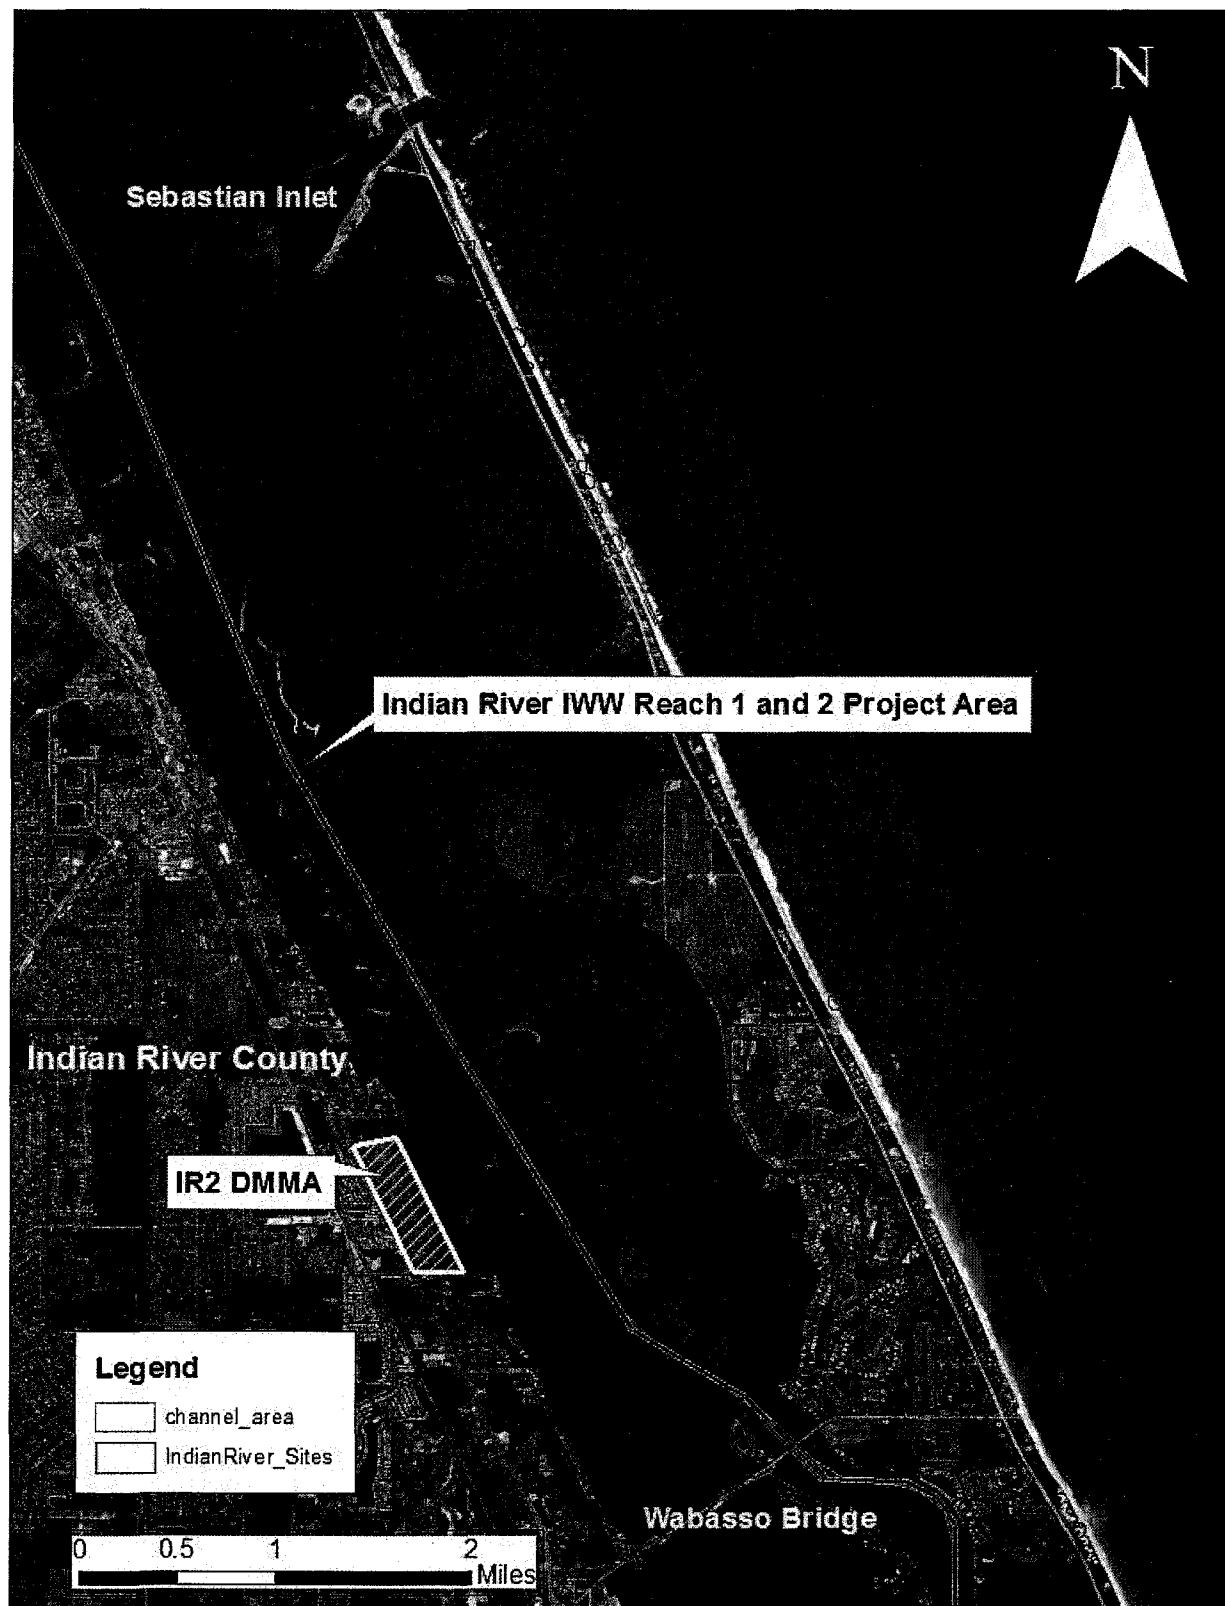 N
Sebastian Inlet
Indian River IWW Reach 1 and 2 Project Area
Indian River County
IR2 DMMA
Legend
channel_area
IndianRiver_Sites
Wabasso Bridge
0 0.5 1 2
Miles